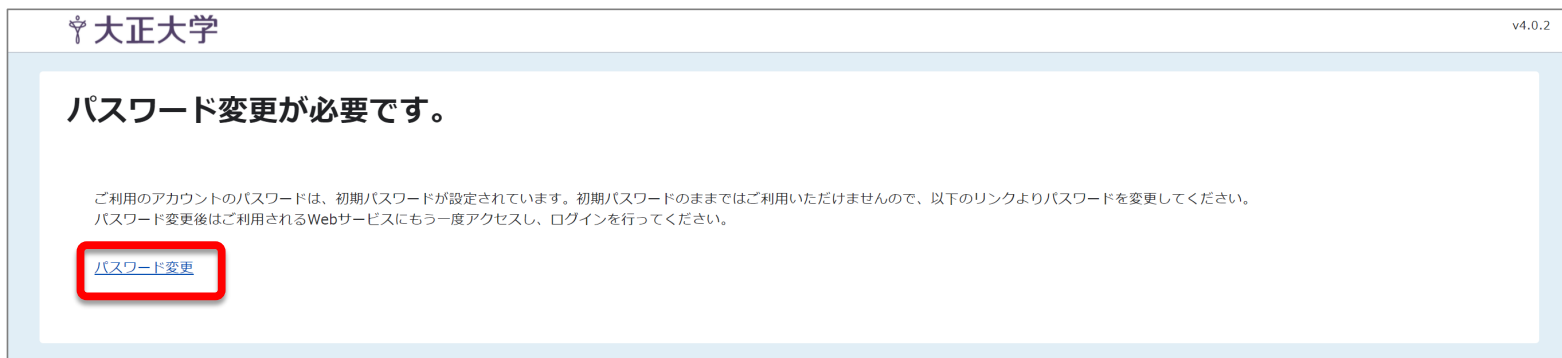 大正大学
v4.0.2
パスワード変更が必要です。
ご利用のアカウントのパスワードは、初期パスワードが設定されています。初期パスワードのままではご利用いただけませんので、以下のリンクよりパスワードを変更してください。
パスワード変更後はご利用されるWebサービスにもう一度アクセスし、ログインを行ってください。
パスワード変更